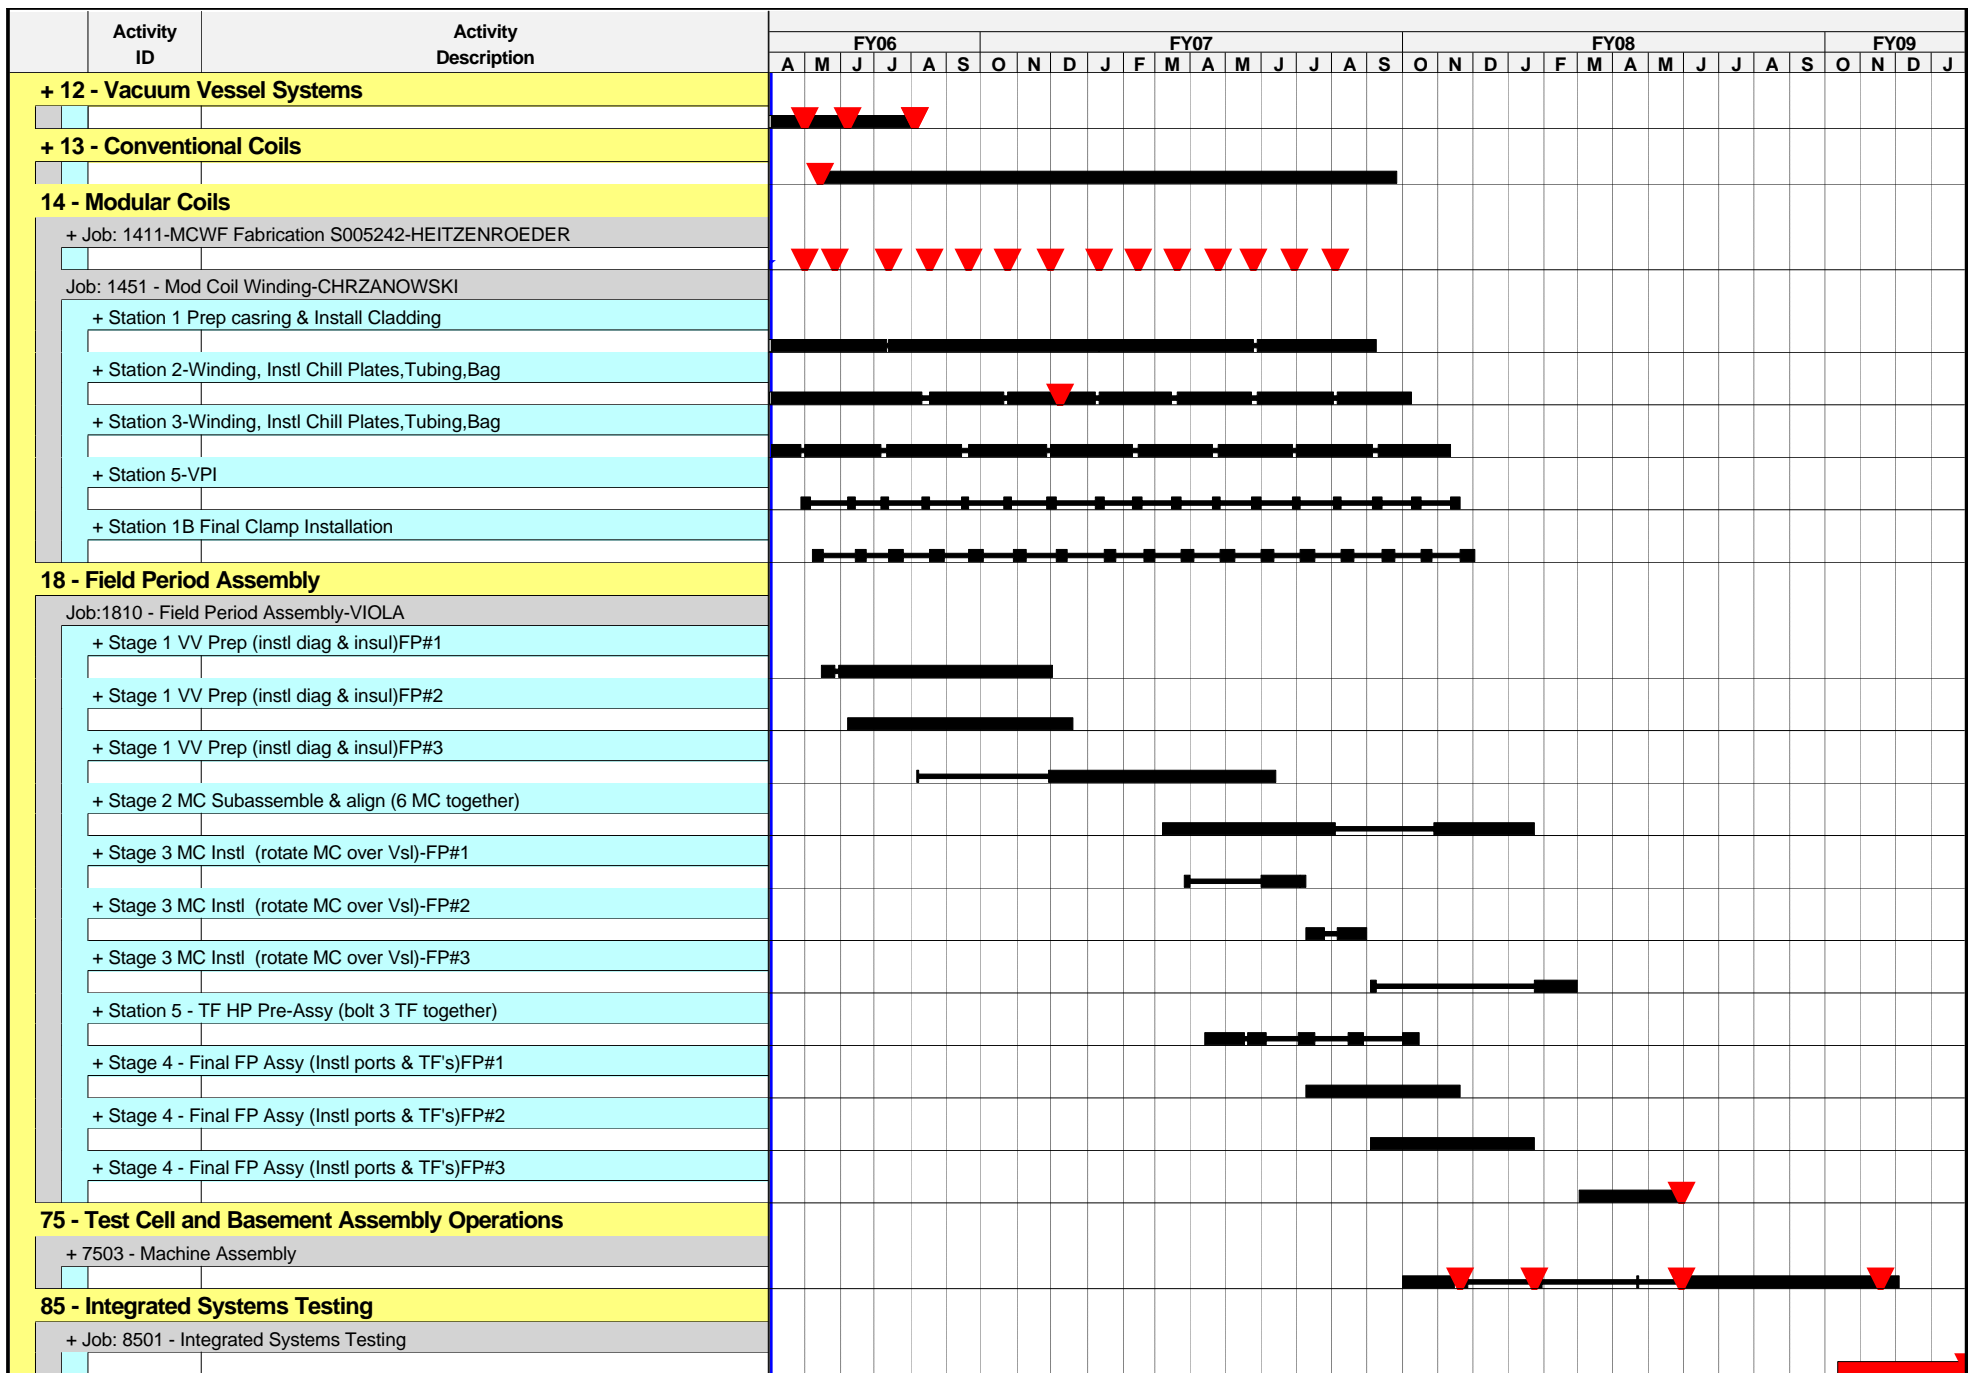 Activity ID
Activity Description
FY06 FY07 FY08 FY09
A M J J A S O N D J F M A M J J A S O N D J F M A M J J A S O N D J
+ 12 - Vacuum Vessel Systems
+ 13 - Conventional Coils
14 - Modular Coils
+ Job: 1411-MCWF Fabrication S005242-HEITZENROEDER
Job: 1451 - Mod Coil Winding-CHRZANOWSKI
+ Station 1 Prep casring & Install Cladding
+ Station 2-Winding, Instl Chill Plates,Tubing,Bag
+ Station 3-Winding, Instl Chill Plates,Tubing,Bag
+ Station 5-VPI
+ Station 1B Final Clamp Installation
18 - Field Period Assembly
Job:1810 - Field Period Assembly-VIOLA
+ Stage 1 VV Prep (instl diag & insul)FP#1
+ Stage 1 VV Prep (instl diag & insul)FP#2
+ Stage 1 VV Prep (instl diag & insul)FP#3
+ Stage 2 MC Subassemble & align (6 MC together)
+ Stage 3 MC Instl (rotate MC over Vsl)-FP#1
+ Stage 3 MC Instl (rotate MC over Vsl)-FP#2
+ Stage 3 MC Instl (rotate MC over Vsl)-FP#3
+ Station 5 - TF HP Pre-Assy (bolt 3 TF together)
+ Stage 4 - Final FP Assy (Instl ports & TF's)FP#1
+ Stage 4 - Final FP Assy (Instl ports & TF's)FP#2
+ Stage 4 - Final FP Assy (Instl ports & TF's)FP#3
75 - Test Cell and Basement Assembly Operations
+ 7503 - Machine Assembly
85 - Integrated Systems Testing
+ Job: 8501 - Integrated Systems Testing